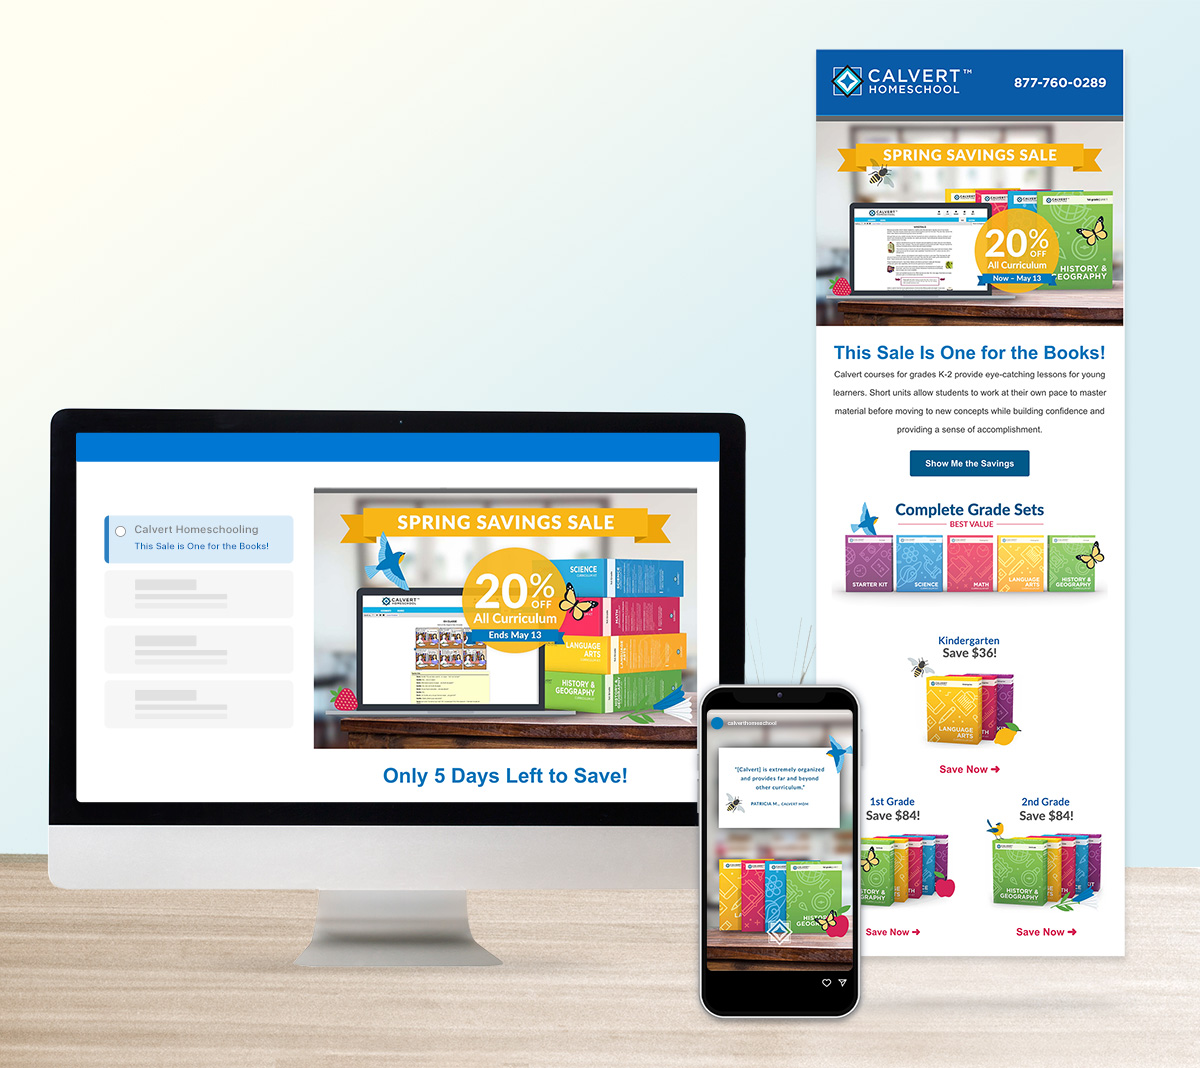 Calvert Homeschooling
This Sale is One for the Books!
SPRING SAVINGS SALE
20%
OFF
All Curriculum
Ends May 13
CALVERT™
HOMESCHOOL
SCIENCE
LANGUAGE
ARTS
HISTORY &
GEOGRAPHY
Only 5 Days Left to Save!
calverthomeschool
"[Calvert] is extremely organized
and provides far and beyond
other curriculum."
PATRICIA M., CALVERT MOM
CALVERT™
HOMESCHOOL
877-760-0289
SPRING SAVINGS SALE
CALVERT
20%
OFF
All Curriculum
Now – May 13
HISTORY &
GEOGRAPHY
This Sale Is One for the Books!
Calvert courses for grades K-2 provide eye-catching lessons for young
learners. Short units allow students to work at their own pace to master
material before moving to new concepts while building confidence and
providing a sense of accomplishment.
Show Me the Savings
Complete Grade Sets
BEST VALUE
STARTER KIT
SCIENCE
MATH
LANGUAGE
ARTS
HISTORY &
GEOGRAPHY
Kindergarten
Save $36!
LANGUAGE
ARTS
Save Now ➜
1st Grade
Save $84!
Save Now ➜
2nd Grade
Save $84!
HISTORY &
GEOGRAPHY
Save Now ➜